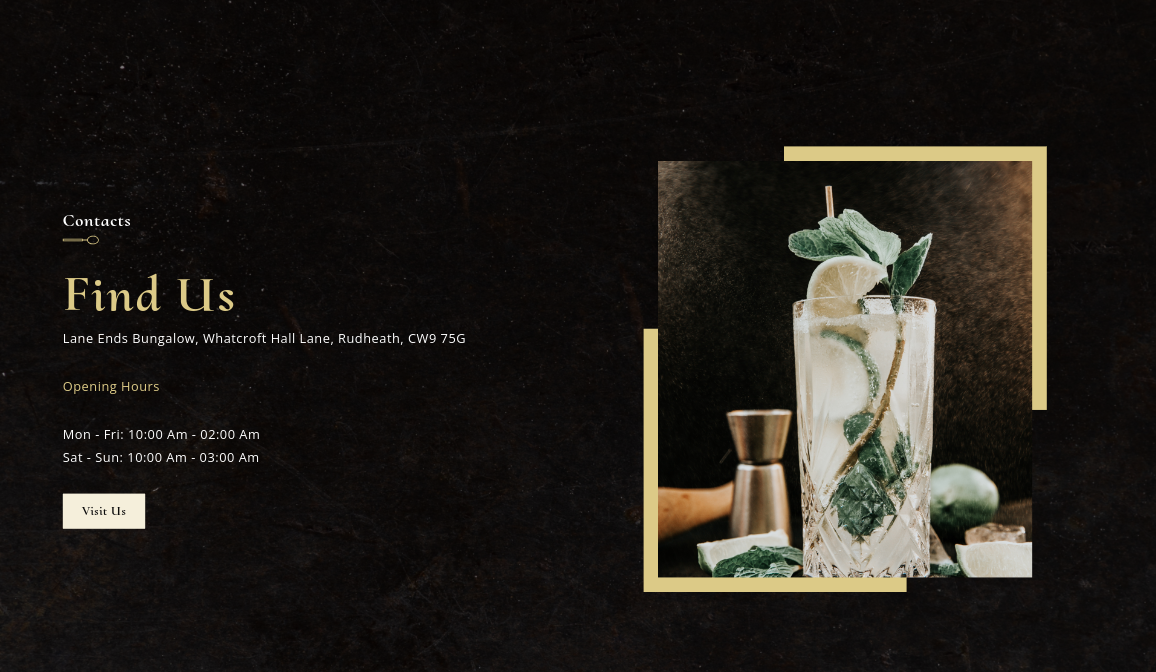 Contacts
Find Us
Lane Ends Bungalow, Whatcroft Hall Lane, Rudheath, CW9 75G
Opening Hours
Mon - Fri: 10:00 Am - 02:00 Am
Sat - Sun: 10:00 Am - 03:00 Am
Visit Us